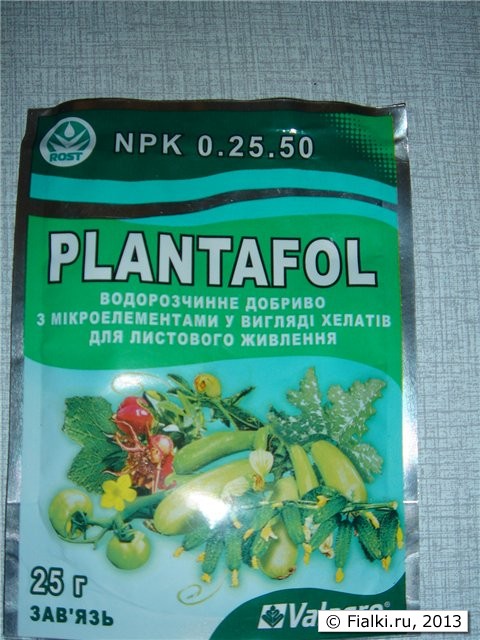 ROST
NPK 0.25.50
PLANTAFOL
ВОДОРОЗЧИННЕ ДОБРИВО
З МІКРОЕЛЕМЕНТАМИ У ВИГЛЯДІ ХЕЛАТІВ
ДЛЯ ЛИСТОВОГО ЖИВЛЕННЯ
25 г
ЗАВ'ЯЗЬ
Valagro
© Fialki.ru, 2013